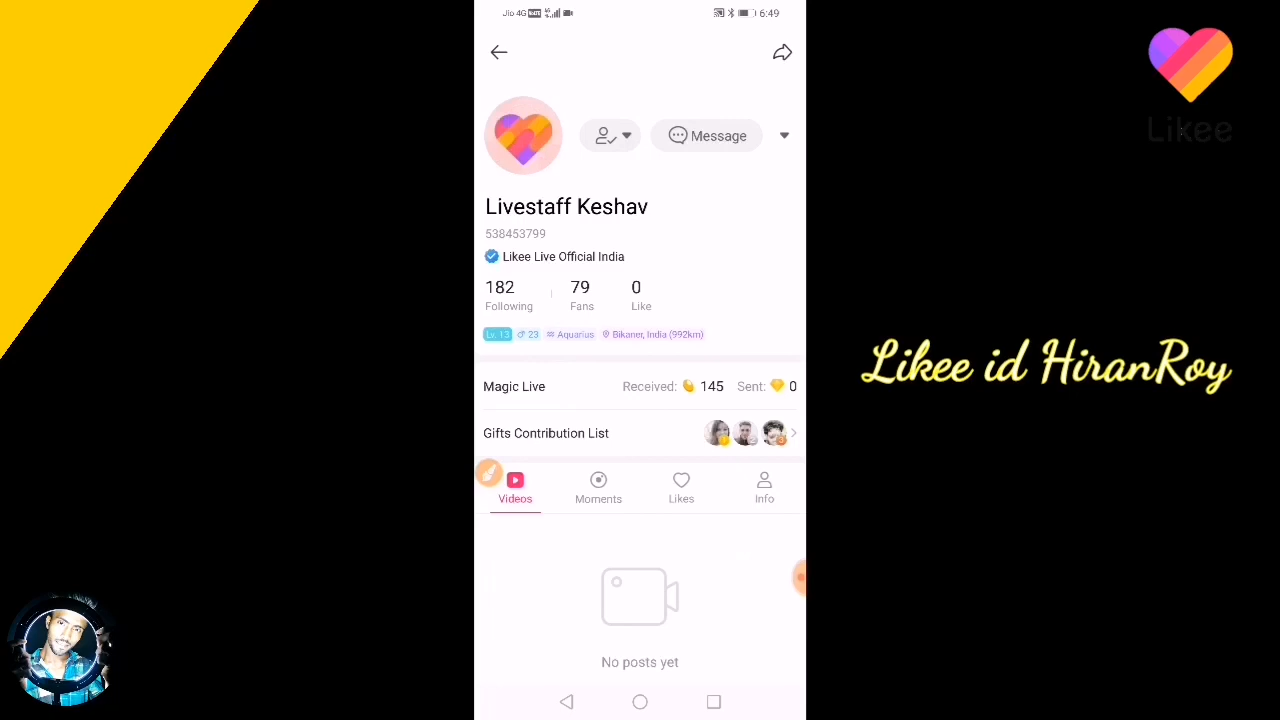 Jio 4G 6:49
Message
Livestaff Keshav
538453799
Likee Live Official India
182 79 0
Following Fans Like
Lv. 13 23 Aquarius Bikaner, India (992km)
Magic Live Received: 145 Sent: 0
Gifts Contribution List
Videos Moments Likes Info
No posts yet
Likee
Likee id HiranRoy